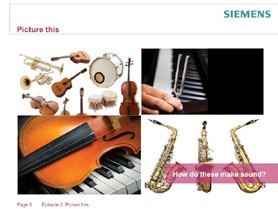 SIEMENS
Picture this
How do these make sound?
Page 5 Episode 2: Picture this